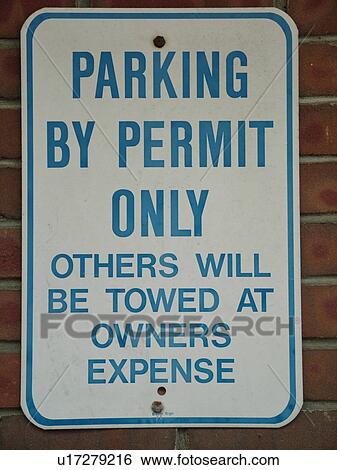 PARKING
BY PERMIT
ONLY
OTHERS WILL
BE TOWED AT
FOTOSEARCH
OWNERS
EXPENSE
u17279216 www.fotosearch.com